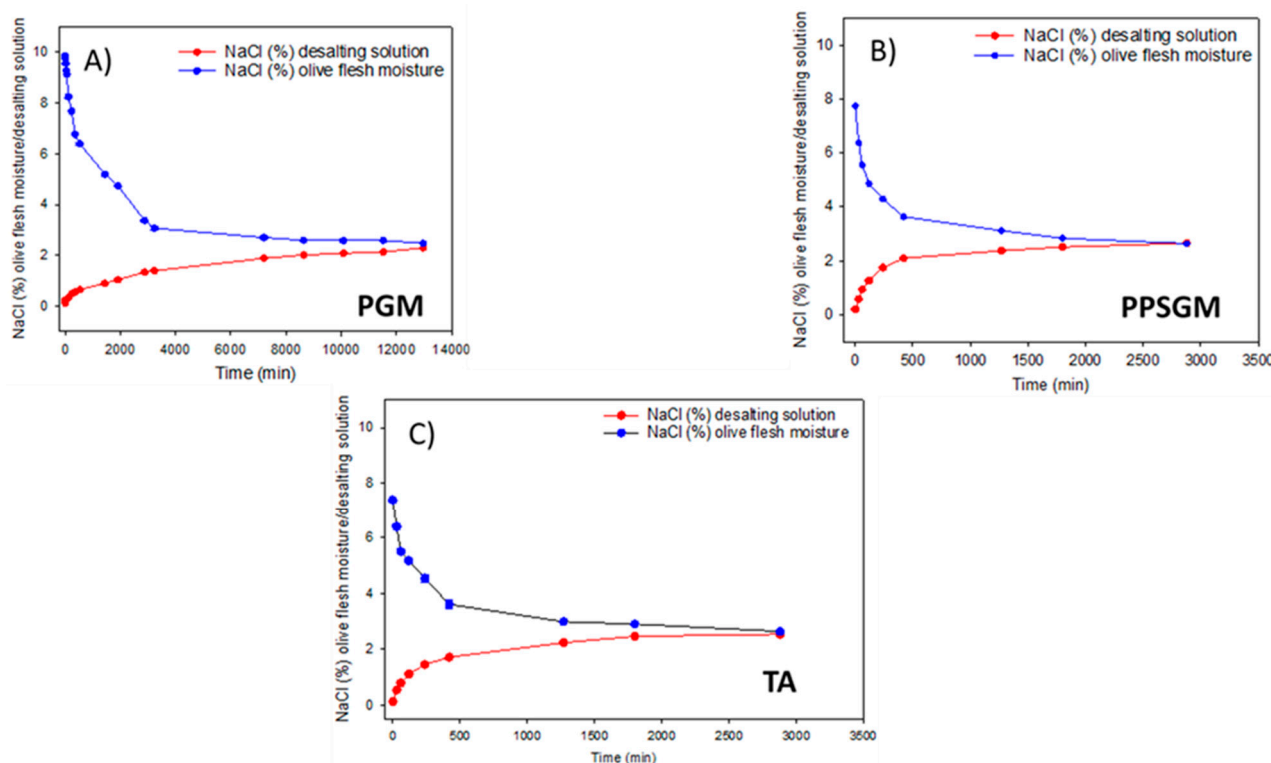 A)
NaCl (%) desalting solution
NaCl (%) olive flesh moisture
NaCl (%) olive flesh moisture/desalting solution
10
8
6
4
2
0
PGM
0 2000 4000 6000 8000 10000 12000 14000
Time (min)
B)
NaCl (%) desalting solution
NaCl (%) olive flesh moisture
NaCl (%) olive flesh moisture/desalting solution
10
8
6
4
2
0
PPSGM
0 500 1000 1500 2000 2500 3000 3500
Time (min)
C)
NaCl (%) desalting solution
NaCl (%) olive flesh moisture
NaCl (%) olive flesh moisture/desalting solution
10
8
6
4
2
0
TA
0 500 1000 1500 2000 2500 3000 3500
Time (min)